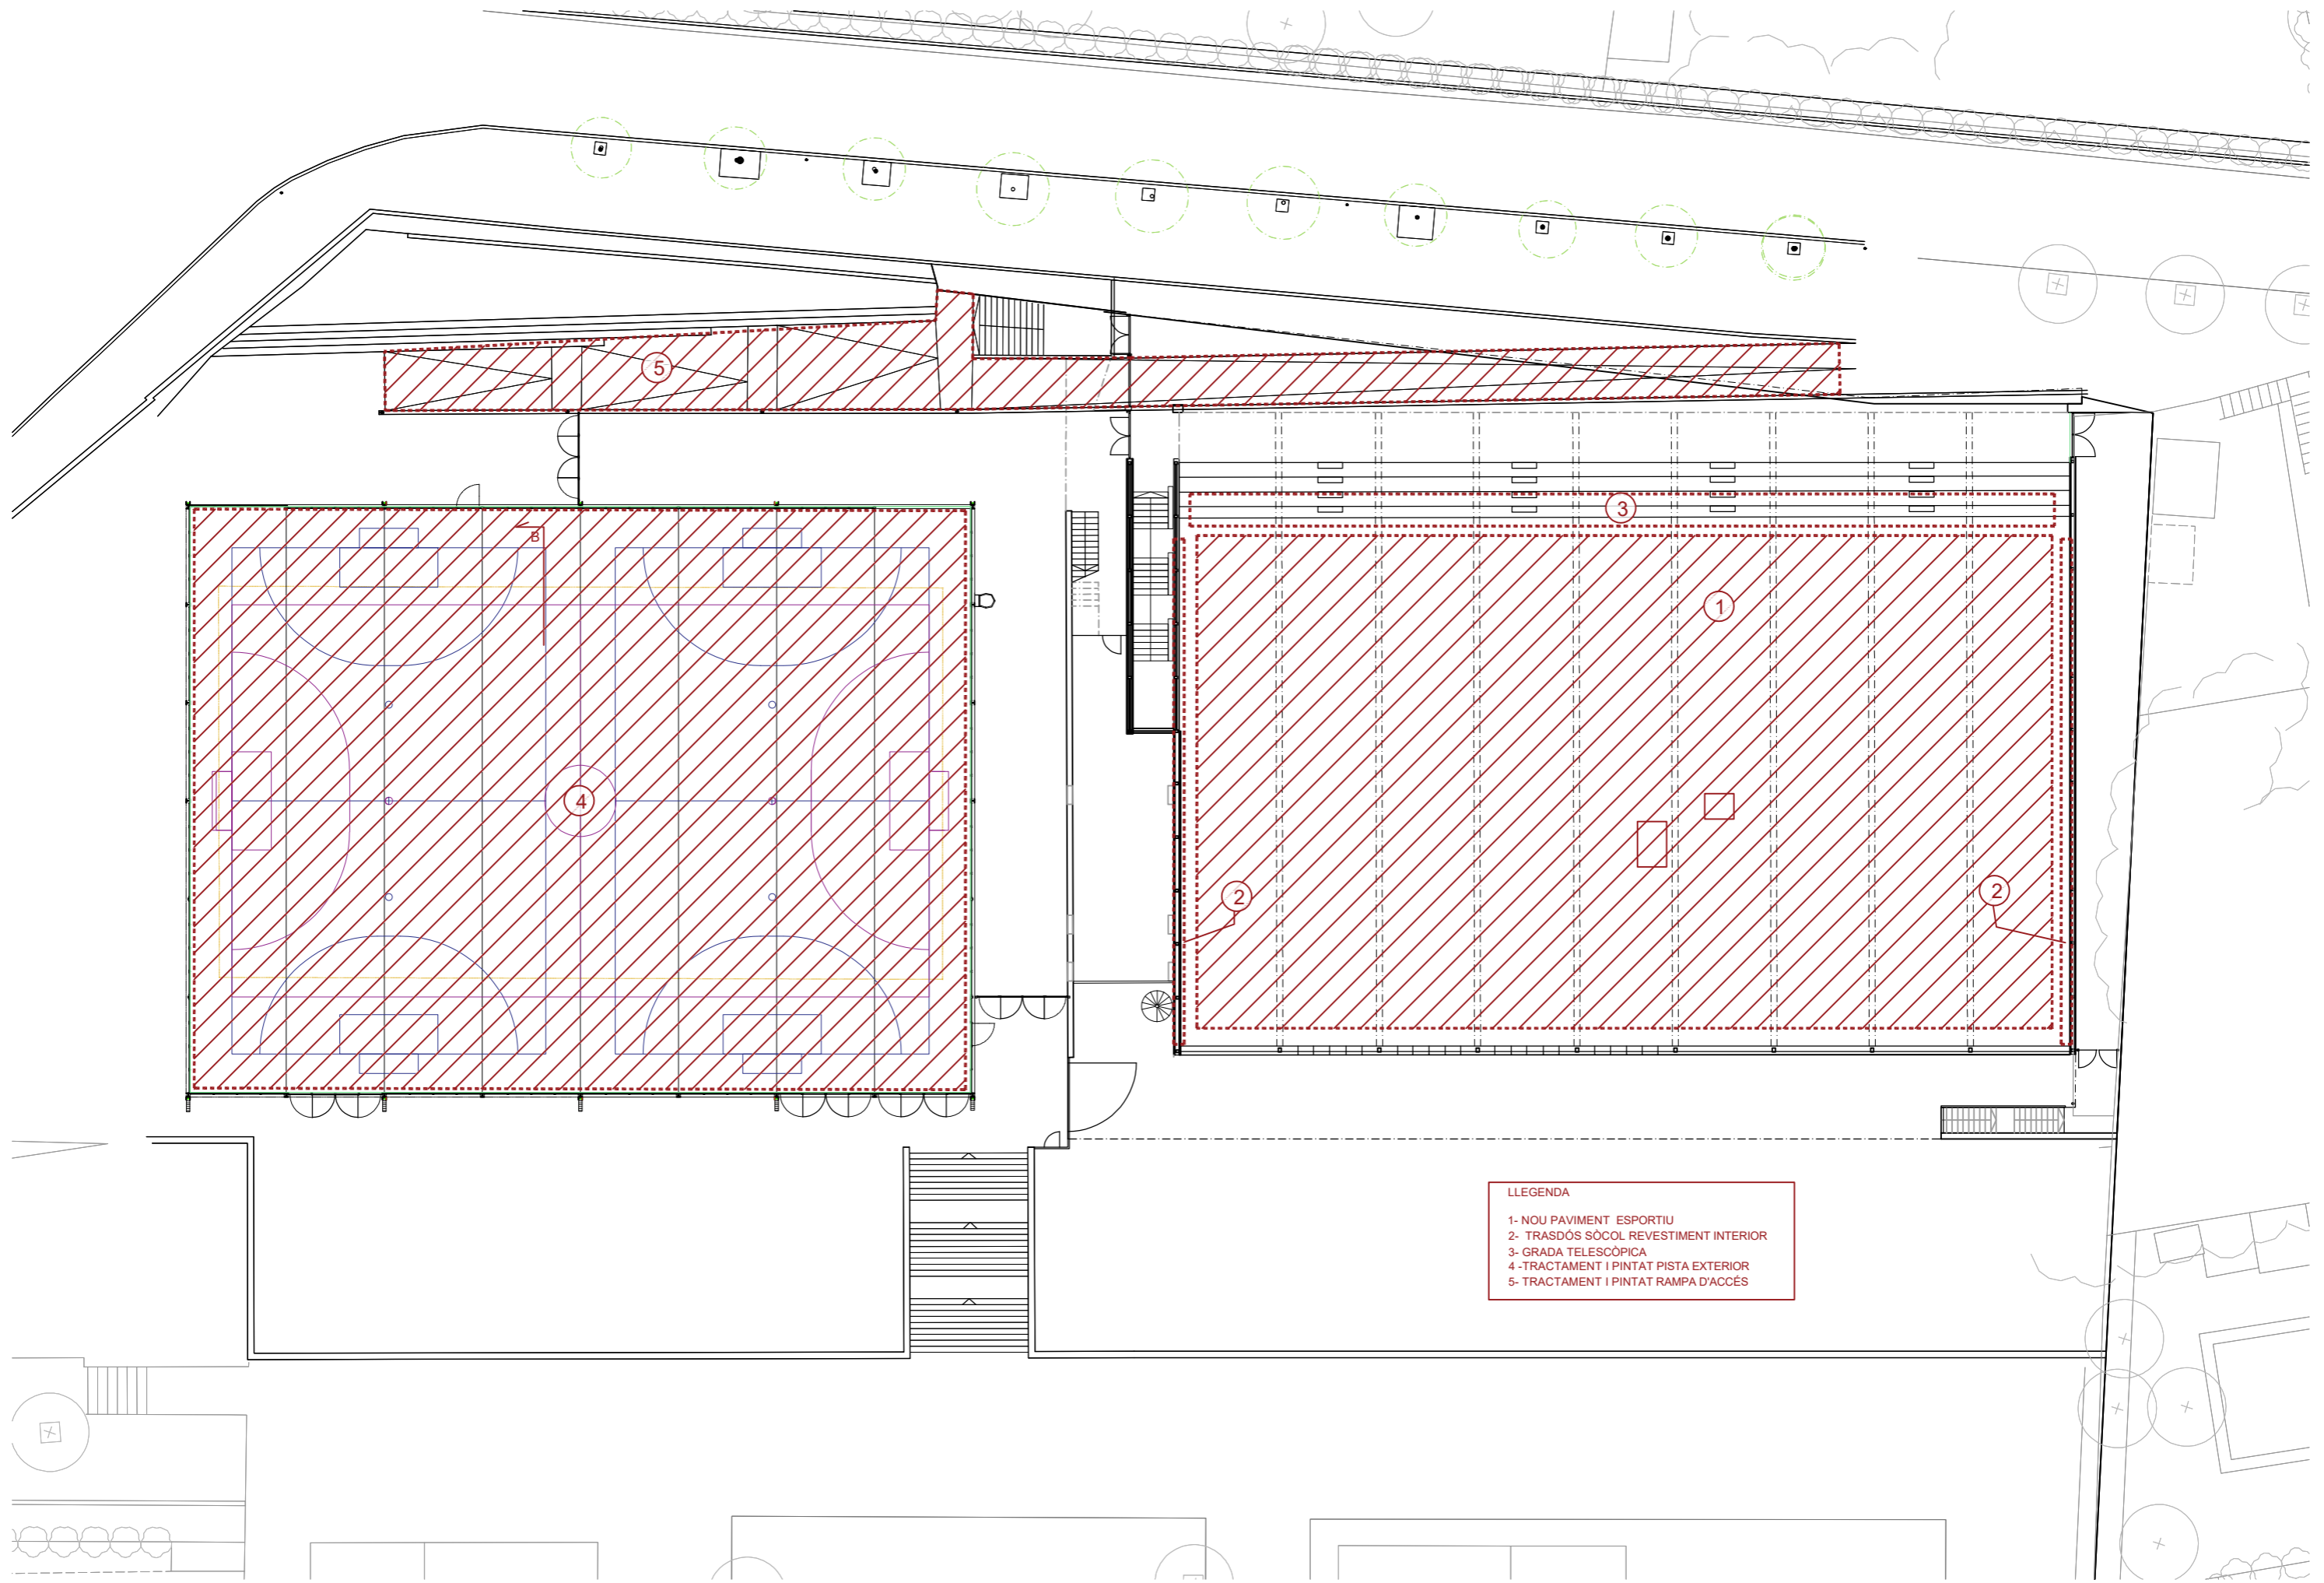 5
3
B
1
4
2
2
LLEGENDA
1- NOU PAVIMENT ESPORTIU
2- TRASDÓS SÒCOL REVESTIMENT INTERIOR
3- GRADA TELESCÒPICA
4 -TRACTAMENT I PINTAT PISTA EXTERIOR
5- TRACTAMENT I PINTAT RAMPA D'ACCÉS